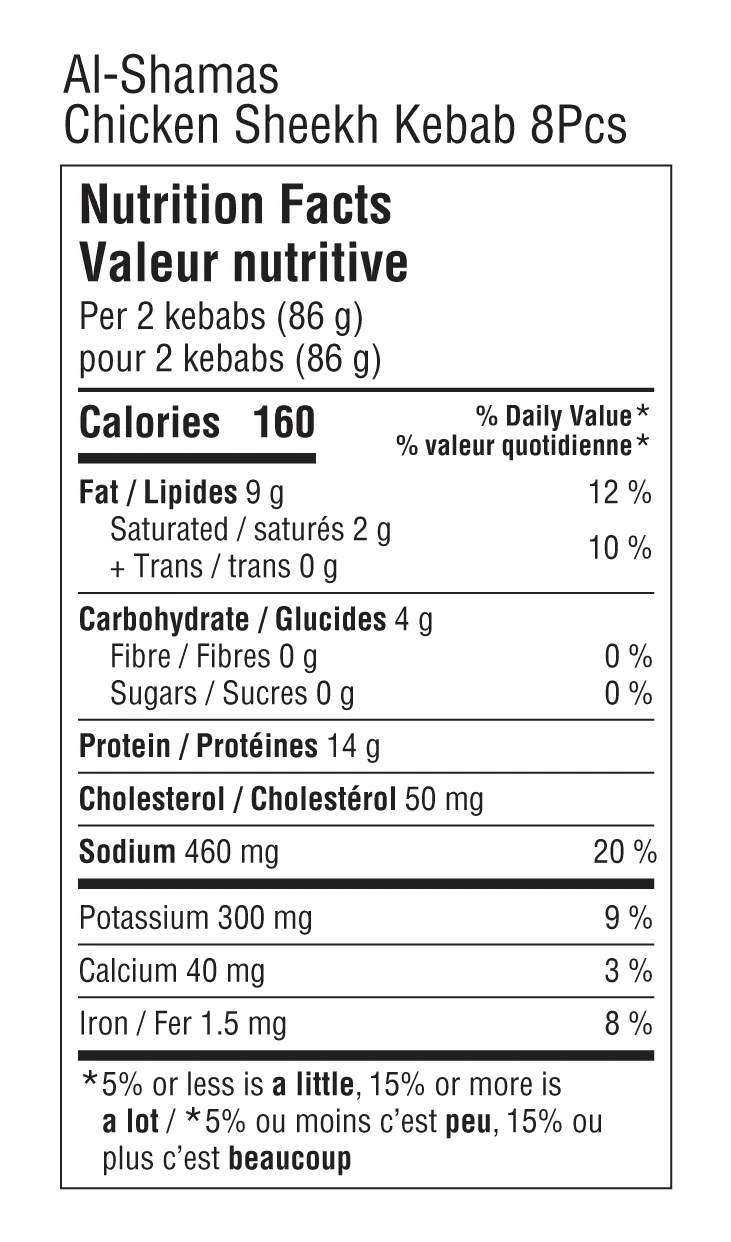 Al-Shamas
Chicken Sheekh Kebab 8Pcs
Nutrition Facts
Valeur nutritive
Per 2 kebabs (86 g)
pour 2 kebabs (86 g)
Calories 160
% Daily Value*
% valeur quotidienne*
Fat / Lipides 9 g 12 %
Saturated / saturés 2 g
+ Trans / trans 0 g
10 %
Carbohydrate / Glucides 4 g
Fibre / Fibres 0 g 0 %
Sugars / Sucres 0 g 0 %
Protein / Protéines 14 g
Cholesterol / Cholestérol 50 mg
Sodium 460 mg 20 %
Potassium 300 mg 9 %
Calcium 40 mg 3 %
Iron / Fer 1.5 mg 8 %
*5% or less is a little, 15% or more is
a lot / *5% ou moins c’est peu, 15% ou
plus c’est beaucoup